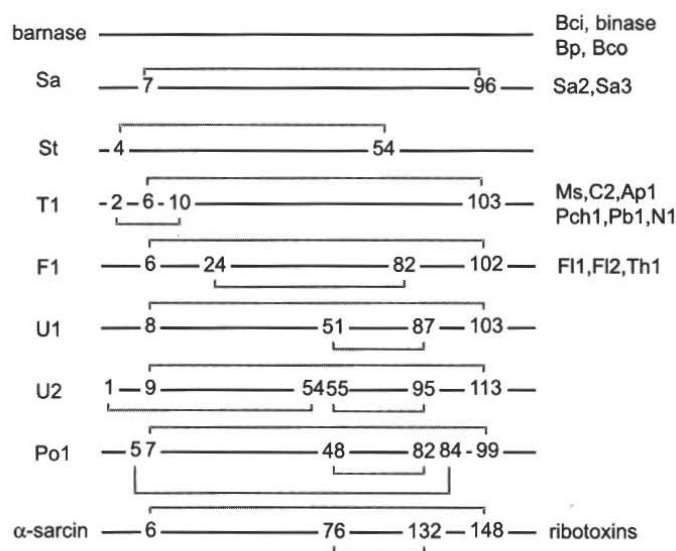 barnase Bci, binase
Bp, Bco
Sa 7 96 Sa2,Sa3
St 4 54
T1 2 6 10 103 Ms,C2,Ap1
Pch1,Pb1,N1
F1 6 24 82 102 Fl1,Fl2,Th1
U1 8 51 87 103
U2 1 9 54 55 95 113
Po1 5 7 48 82 84 99
α-sarcin 6 76 132 148 ribotoxins